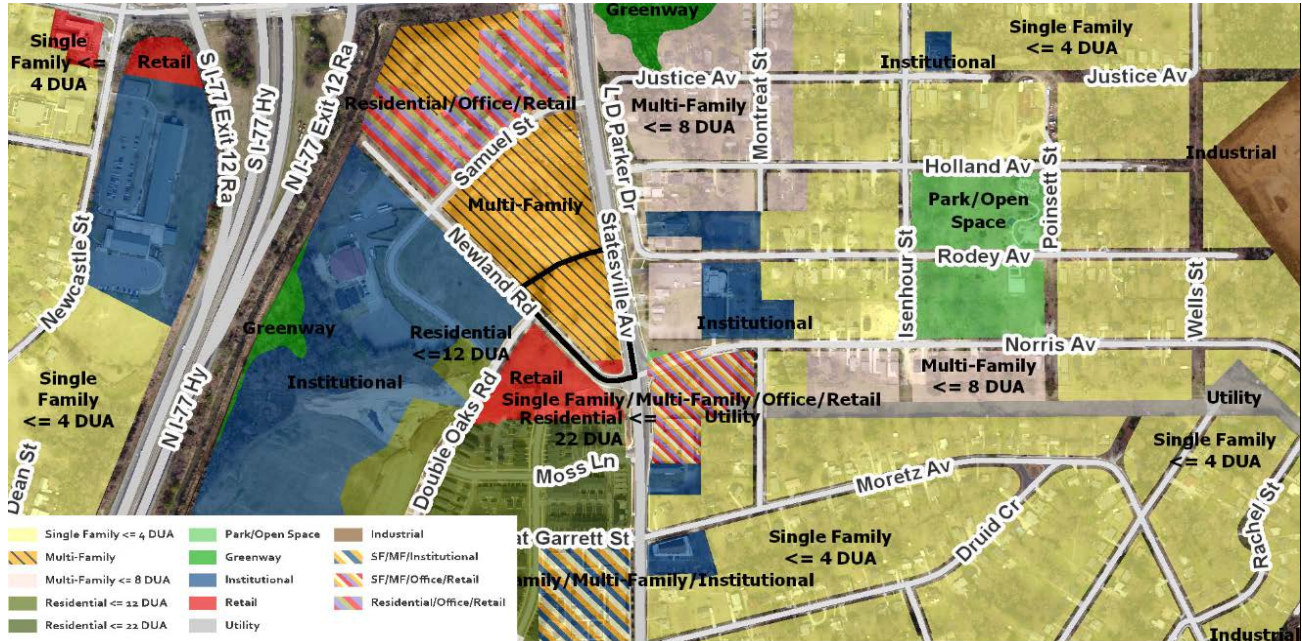 Single
Family <=
4 DUA
Retail
S I-77 Exit 12 Ra
S I-77 Hy
N I-77 Exit 12 Ra
Greenway
Residential/Office/Retail
Samuel St
Justice Av
L D Parker Dr
Multi-Family
<= 8 DUA
Montreat St
Institutional
Single Family
<= 4 DUA
Justice Av
Holland Av
Industrial
Newcastle St
Multi-Family
Statesville Av
Newland Rd
Park/Open
Space
Poinsett St
Isenhour St
Rodey Av
Wells St
Greenway
Institutional
Residential
<=12 DUA
Institutional
Norris Av
Single
Family
<= 4 DUA
N I-77 Hy
Dean St
Double Oaks Rd
Retail
Single Family/Multi-Family/Office/Retail
Residential <=
22 DUA
Utility
Multi-Family
<= 8 DUA
Utility
Single Family
<= 4 DUA
Moss Ln
Moretz Av
Druid Cr
Rachel St
at Garrett St
Single Family
<= 4 DUA
amily/Multi-Family/Institutional
Industrial
Single Family <= 4 DUA
Multi-Family
Multi-Family <= 8 DUA
Residential <= 12 DUA
Residential <= 22 DUA
Park/Open Space
Greenway
Institutional
Retail
Utility
Industrial
SF/MF/Institutional
SF/MF/Office/Retail
Residential/Office/Retail